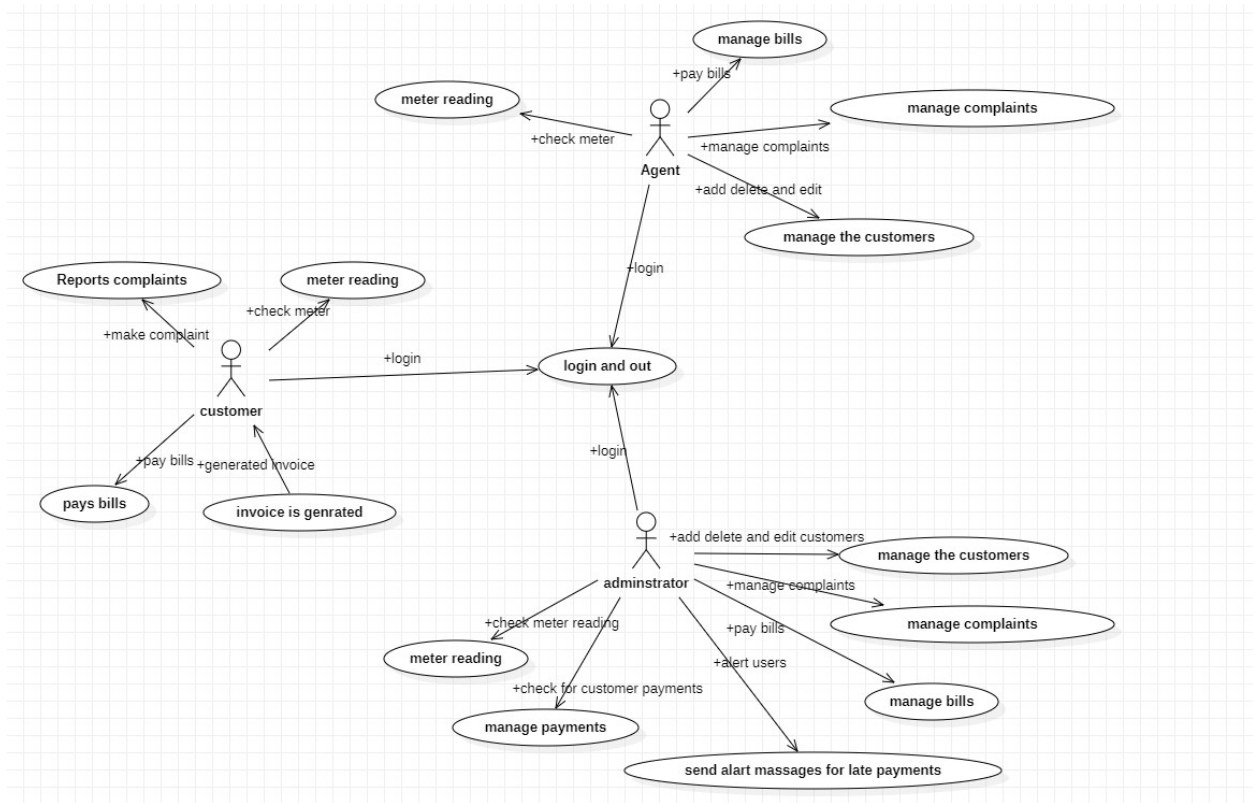 manage bills
+pay bills
meter reading
manage complaints
+check meter
+manage complaints
Agent
+add delete and edit
manage the customers
+login
Reports complaints
meter reading
+check meter
+make complaint
+login
login and out
customer
+pay bills
+generated invoice
+login
pays bills
invoice is genrated
+add delete and edit customers
manage the customers
adminstrator
+manage complaints
+check meter reading
manage complaints
+pay bills
meter reading
+alert users
+check for customer payments
manage bills
manage payments
send alart massages for late payments